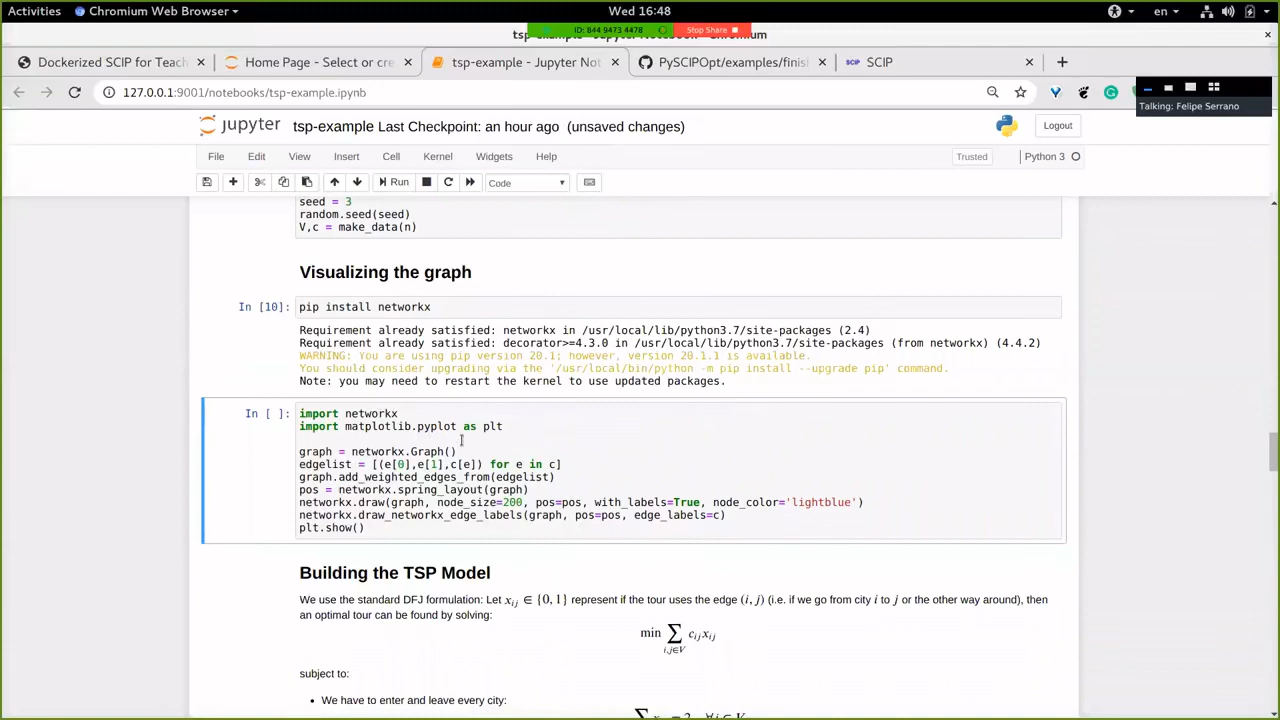 Activities Chromium Web Browser Wed 16:48 en
ID: 844 9473 4478 Stop Share
Dockerized SCIP for Teach Home Page - Select or cre tsp-example - Jupyter Not PySCIPOpt/examples/finis SCIP
127.0.0.1:9001/notebooks/tsp-example.ipynb
Talking: Felipe Serrano
jupyter tsp-example Last Checkpoint: an hour ago (unsaved changes) Logout
File Edit View Insert Cell Kernel Widgets Help Trusted Python 3
Run Code
seed = 3
random.seed(seed)
V,c = make_data(n)
Visualizing the graph
In [10]: pip install networkx
Requirement already satisfied: networkx in /usr/local/lib/python3.7/site-packages (2.4)
Requirement already satisfied: decorator>=4.3.0 in /usr/local/lib/python3.7/site-packages (from networkx) (4.4.2)
WARNING: You are using pip version 20.1; however, version 20.1.1 is available.
You should consider upgrading via the '/usr/local/bin/python -m pip install --upgrade pip' command.
Note: you may need to restart the kernel to use updated packages.
In [ ]: import networkx
import matplotlib.pyplot as plt
graph = networkx.Graph()
edgelist = [(e[0],e[1],c[e]) for e in c]
graph.add_weighted_edges_from(edgelist)
pos = networkx.spring_layout(graph)
networkx.draw(graph, node_size=200, pos=pos, with_labels=True, node_color='lightblue')
networkx.draw_networkx_edge_labels(graph, pos=pos, edge_labels=c)
plt.show()
Building the TSP Model
We use the standard DFJ formulation: Let x_ij ∈ {0, 1} represent if the tour uses the edge (i, j) (i.e. if we go from city i to j or the other way around), then
an optimal tour can be found by solving:
min ∑ c_ij x_ij
i,j∈V
subject to:
• We have to enter and leave every city: